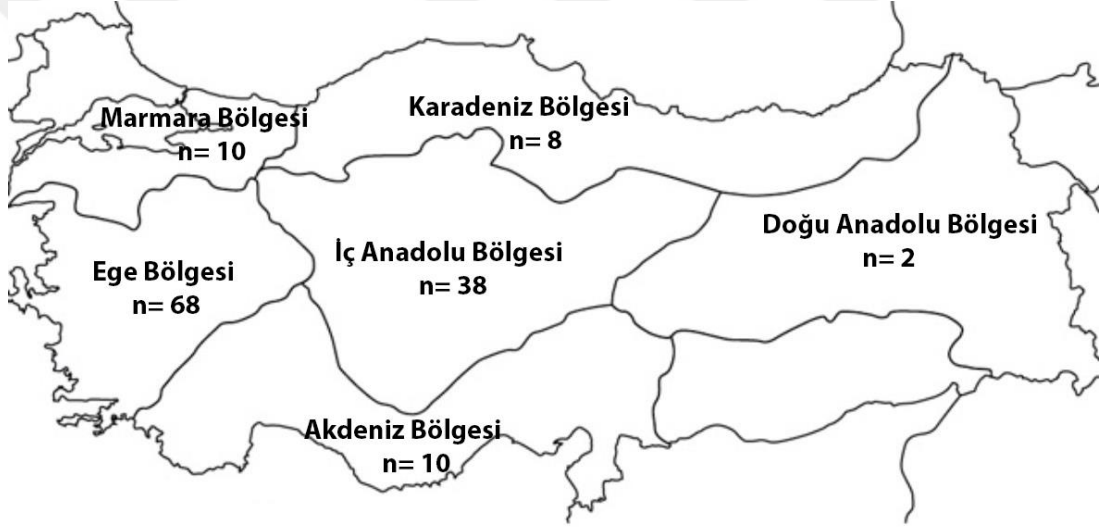 Marmara Bölgesi
n= 10
Karadeniz Bölgesi
n= 8
Doğu Anadolu Bölgesi
n= 2
İç Anadolu Bölgesi
n= 38
Ege Bölgesi
n= 68
Akdeniz Bölgesi
n= 10